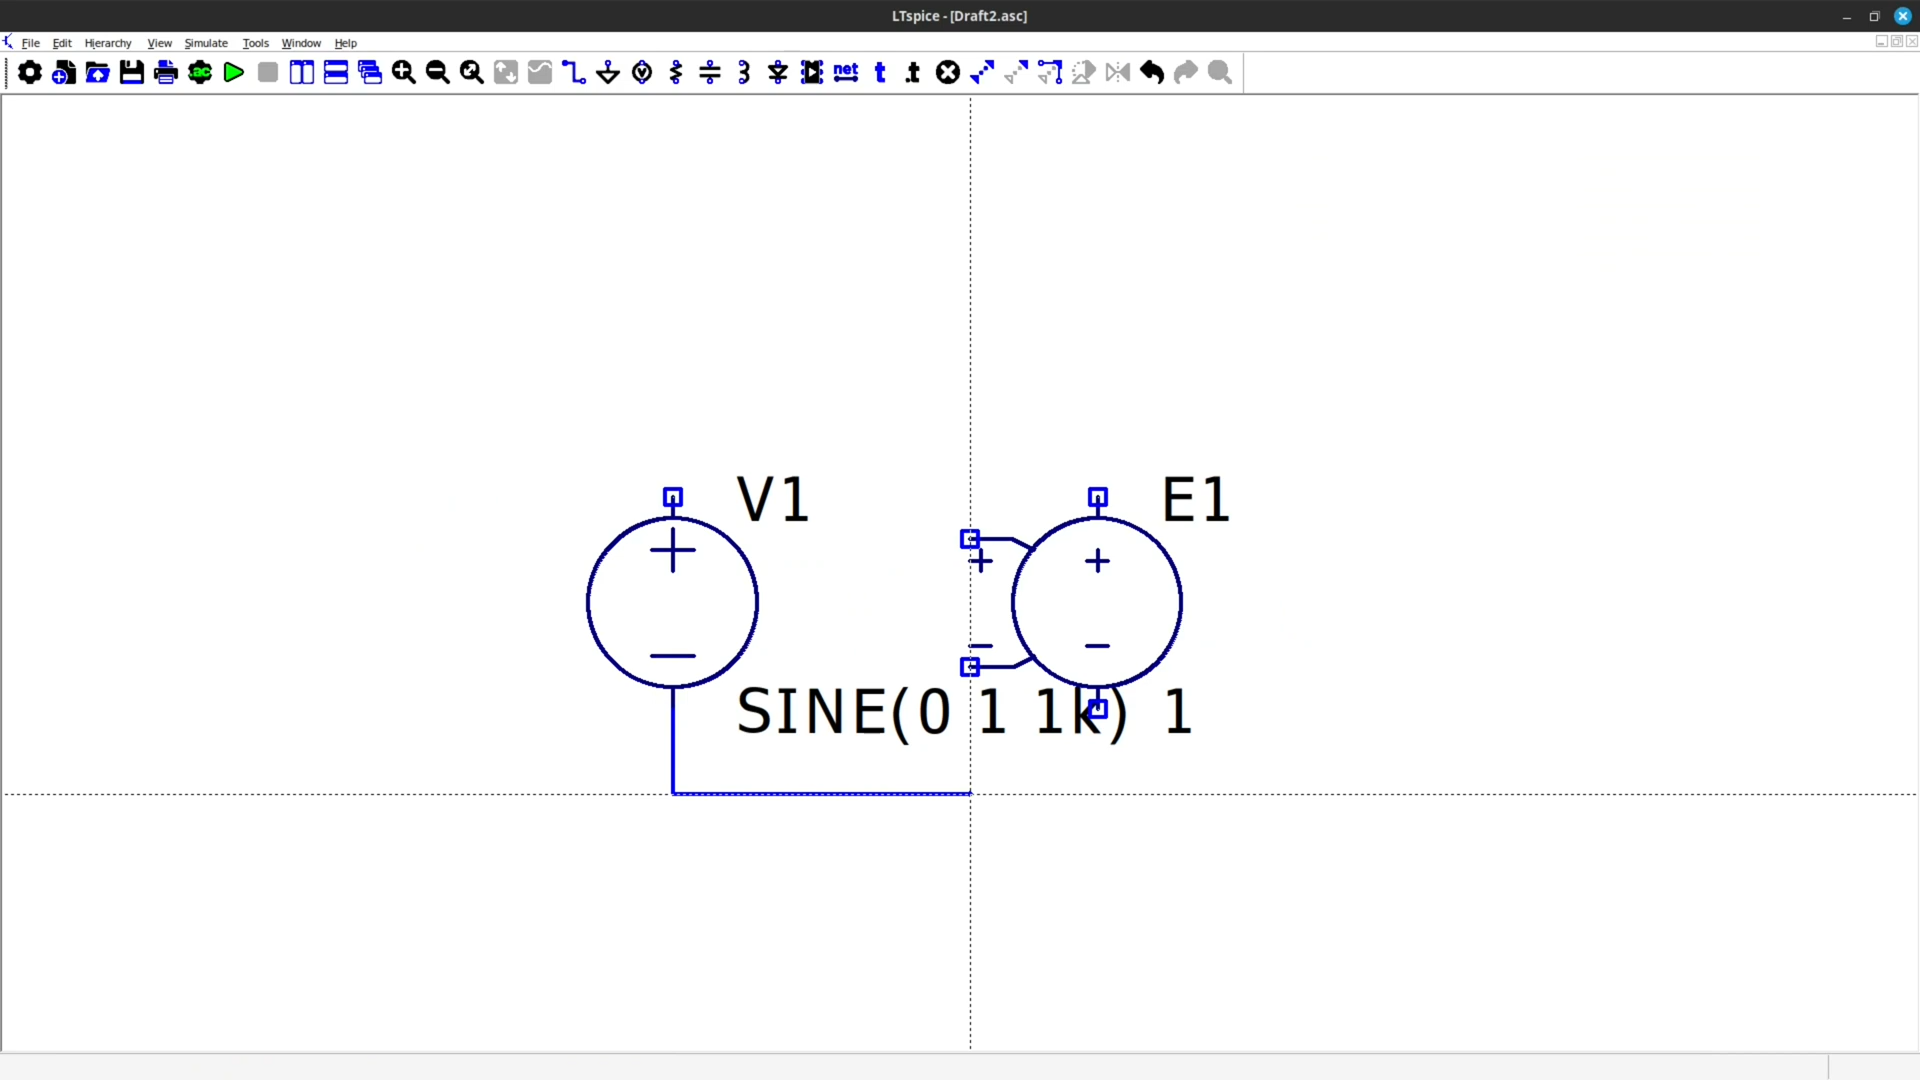 LTspice - [Draft2.asc]
File Edit Hierarchy View Simulate Tools Window Help
.ac
net t .t
V1
E1
SINE(0 1 1k)
1